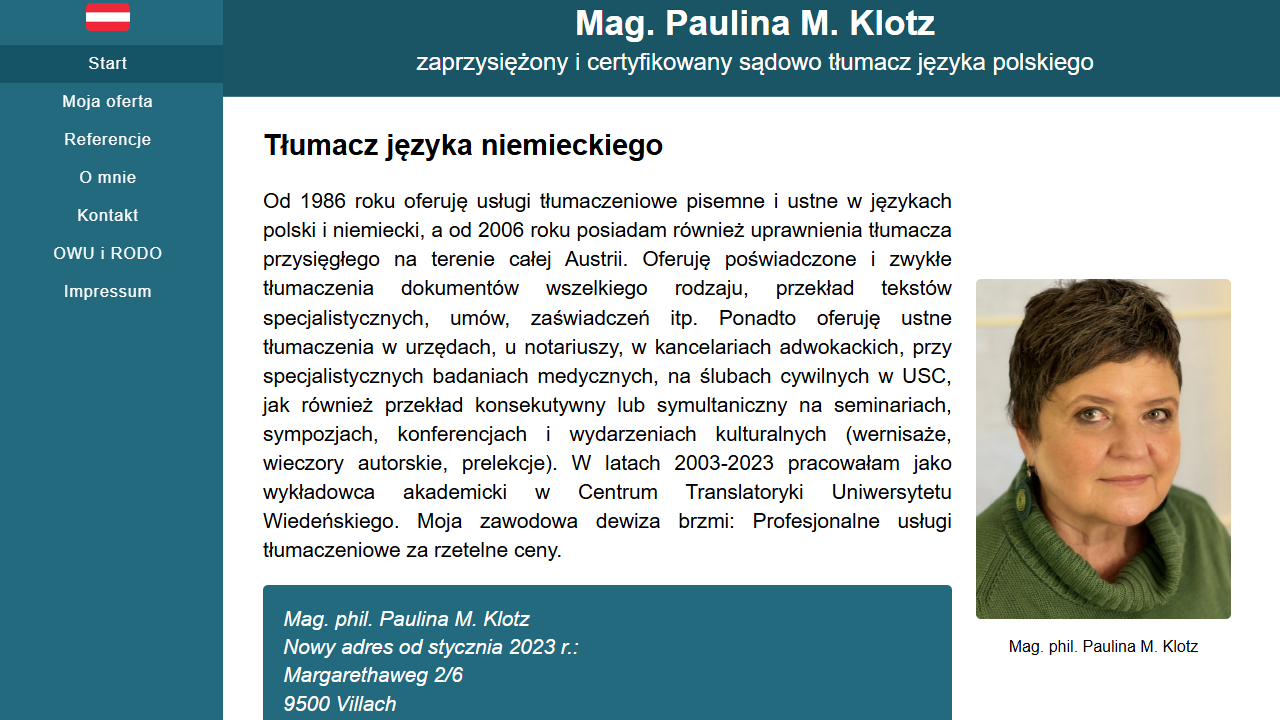 Mag. Paulina M. Klotz
zaprzysiężony i certyfikowany sądowo tłumacz języka polskiego
Start
Moja oferta
Referencje
O mnie
Kontakt
OWU i RODO
Impressum
Tłumacz języka niemieckiego
Od 1986 roku oferuję usługi tłumaczeniowe pisemne i ustne w językach
polski i niemiecki, a od 2006 roku posiadam również uprawnienia tłumacza
przysięgłego na terenie całej Austrii. Oferuję poświadczone i zwykłe
tłumaczenia dokumentów wszelkiego rodzaju, przekład tekstów
specjalistycznych, umów, zaświadczeń itp. Ponadto oferuję ustne
tłumaczenia w urzędach, u notariuszy, w kancelariach adwokackich, przy
specjalistycznych badaniach medycznych, na ślubach cywilnych w USC,
jak również przekład konsekutywny lub symultaniczny na seminariach,
sympozjach, konferencjach i wydarzeniach kulturalnych (wernisaże,
wieczory autorskie, prelekcje). W latach 2003-2023 pracowałam jako
wykładowca akademicki w Centrum Translatoryki Uniwersytetu
Wiedeńskiego. Moja zawodowa dewiza brzmi: Profesjonalne usługi
tłumaczeniowe za rzetelne ceny.
Mag. phil. Paulina M. Klotz
Nowy adres od stycznia 2023 r.:
Margarethaweg 2/6
9500 Villach
Mag. phil. Paulina M. Klotz